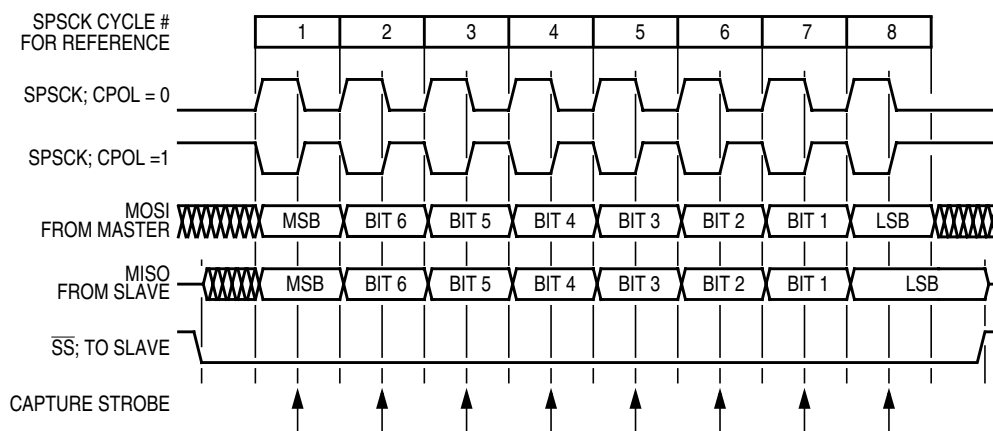 SPSCK CYCLE #
FOR REFERENCE
1 2 3 4 5 6 7 8
SPSCK; CPOL = 0
SPSCK; CPOL =1
MOSI
FROM MASTER
MSB BIT 6 BIT 5 BIT 4 BIT 3 BIT 2 BIT 1 LSB
MISO
FROM SLAVE
MSB BIT 6 BIT 5 BIT 4 BIT 3 BIT 2 BIT 1 LSB
SS; TO SLAVE
CAPTURE STROBE